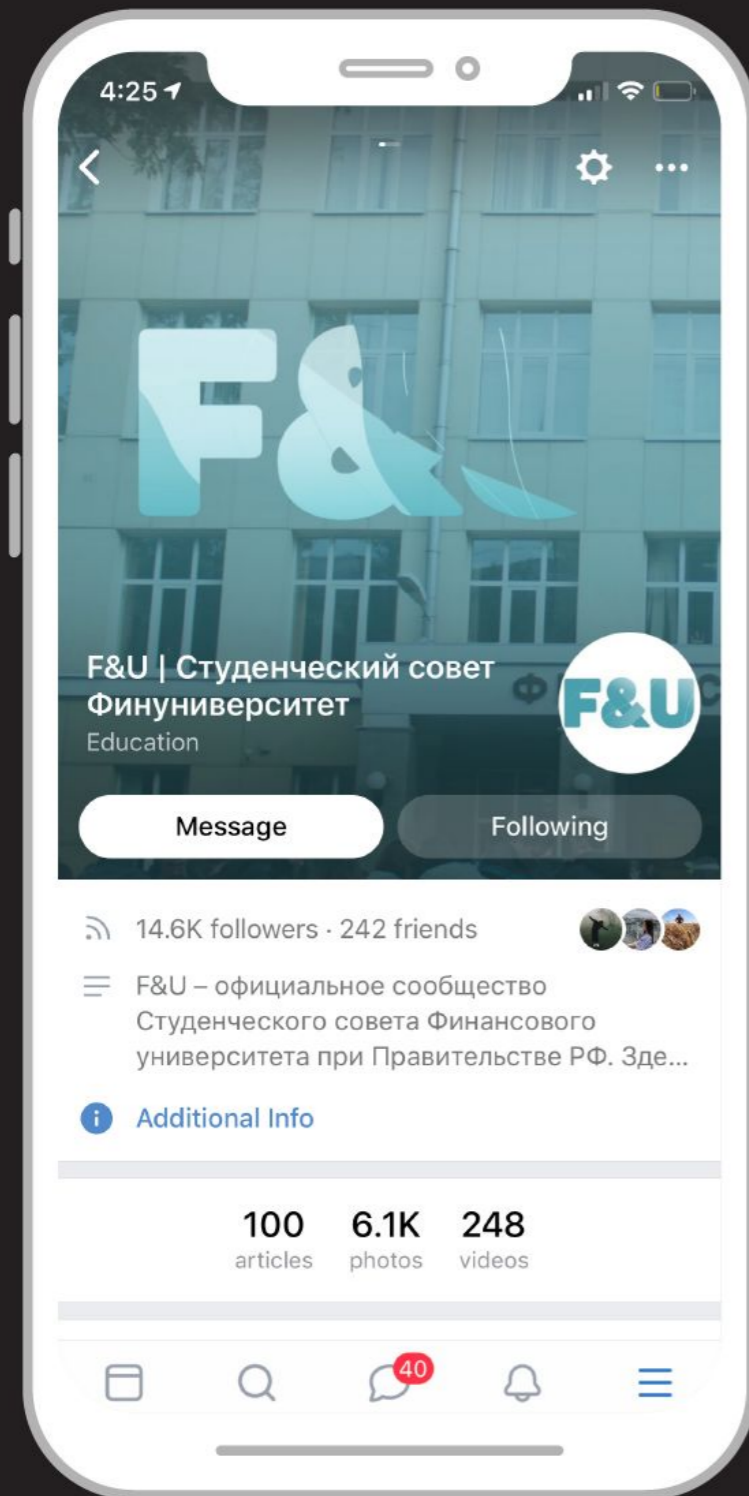 4:25
F&
F&U | Студенческий совет
Финуниверситет
Education
F&U
Message
Following
14.6K followers · 242 friends
F&U – официальное сообщество
Студенческого совета Финансового
университета при Правительстве РФ. Зде...
Additional Info
100 6.1K 248
articles photos videos
40